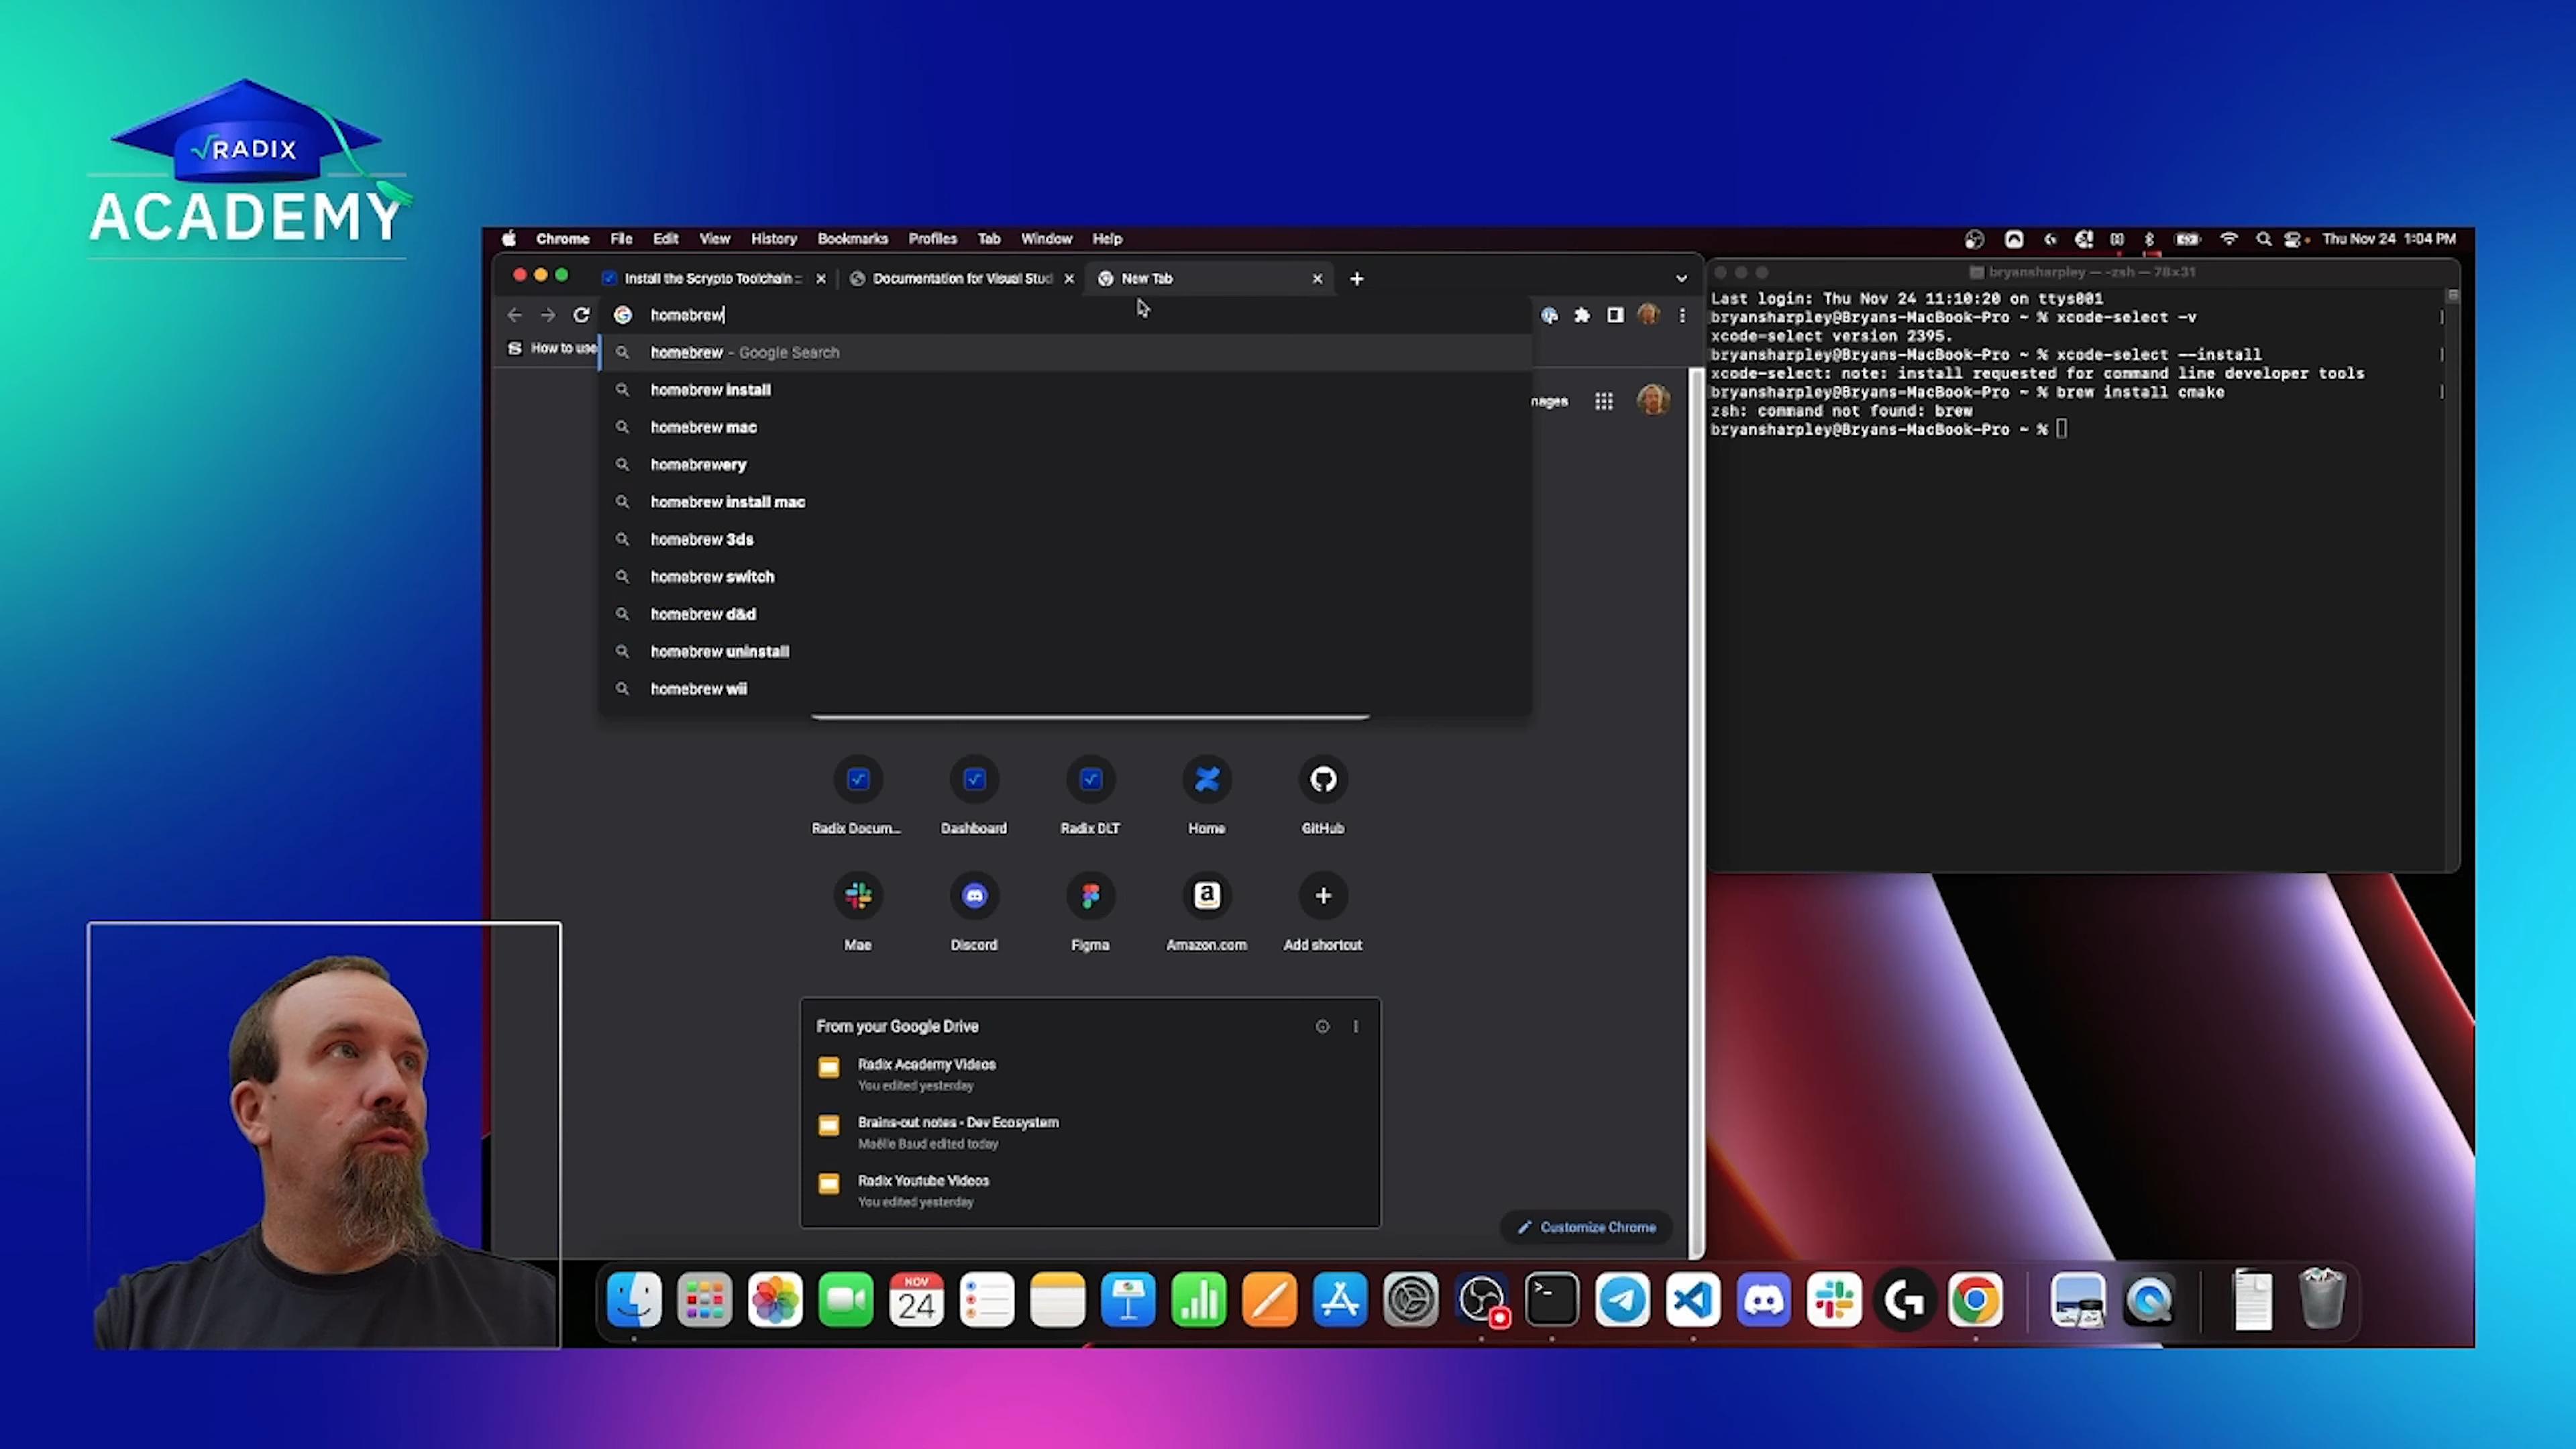 √RADIX
ACADEMY
Chrome File Edit View History Bookmarks Profiles Tab Window Help
Thu Nov 24 1:04 PM
Install the Scrypto Toolchain ::
Documentation for Visual Stud
New Tab
homebrew
How to use
homebrew - Google Search
homebrew install
homebrew mac
homebrewery
homebrew install mac
homebrew 3ds
homebrew switch
homebrew d&d
homebrew uninstall
homebrew wii
nages
Radix Docum...
Dashboard
Radix DLT
Home
GitHub
Mae
Discord
Figma
Amazon.com
Add shortcut
From your Google Drive
Radix Academy Videos
You edited yesterday
Brains-out notes - Dev Ecosystem
Maëlle Baud edited today
Radix Youtube Videos
You edited yesterday
Customize Chrome
bryansharpley — -zsh — 78×31
Last login: Thu Nov 24 11:10:20 on ttys001
bryansharpley@Bryans-MacBook-Pro ~ % xcode-select -v
xcode-select version 2395.
bryansharpley@Bryans-MacBook-Pro ~ % xcode-select --install
xcode-select: note: install requested for command line developer tools
bryansharpley@Bryans-MacBook-Pro ~ % brew install cmake
zsh: command not found: brew
bryansharpley@Bryans-MacBook-Pro ~ %
NOV
24